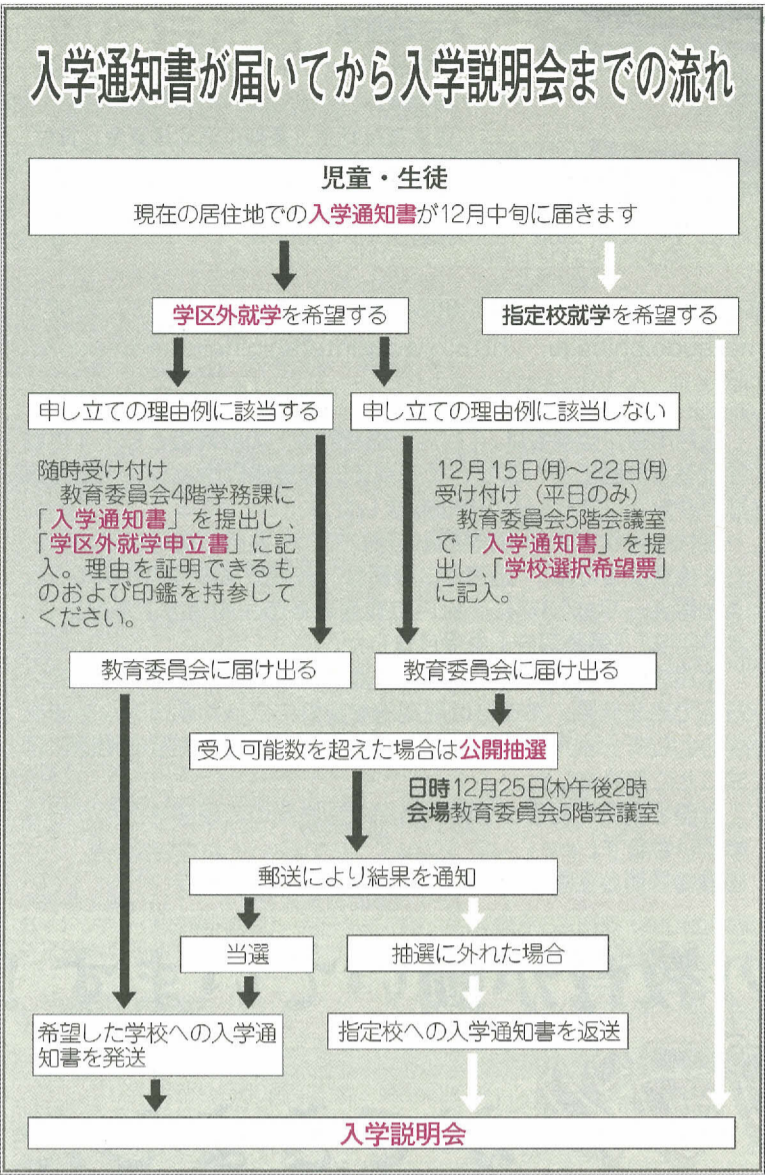 入学通知書が届いてから入学説明会までの流れ
児童・生徒
現在の居住地での入学通知書が12月中旬に届きます
学区外就学を希望する
指定校就学を希望する
申し立ての理由例に該当する
申し立ての理由例に該当しない
随時受け付け
教育委員会4階学務課に
「入学通知書」を提出し、
「学区外就学申立書」に記
入。理由を証明できるも
のおよび印鑑を持参して
ください。
12月15日㈪～22日㈪
受け付け（平日のみ）
教育委員会5階会議室
で「入学通知書」を提
出し、「学校選択希望票」
に記入。
教育委員会に届け出る
教育委員会に届け出る
受入可能数を超えた場合は公開抽選
日時12月25日㈭午後2時
会場教育委員会5階会議室
郵送により結果を通知
当選
抽選に外れた場合
希望した学校への入学通
知書を発送
指定校への入学通知書を返送
入学説明会